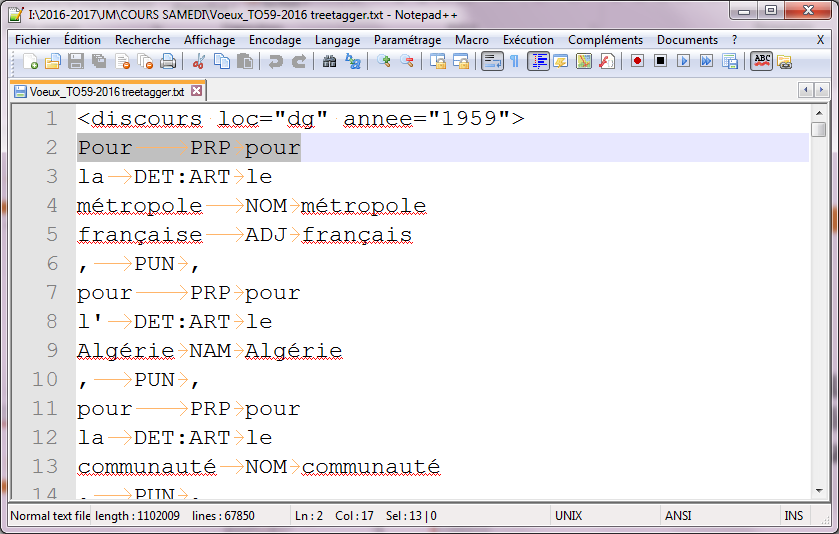 I:\2016-2017\JM\COURS SAMEDI\Voeux_TO59-2016 treetagger.txt - Notepad++
Fichier Édition Recherche Affichage Encodage Langage Paramétrage Macro Exécution Compléments Documents ? X
ABC
Voeux_TO59-2016 treetagger.txt
1 <discours loc="dg" annee="1959">
2 Pour PRP pour
3 la DET:ART le
4 métropole NOM métropole
5 française ADJ français
6 , PUN ,
7 pour PRP pour
8 l' DET:ART le
9 Algérie NAM Algérie
10 , PUN ,
11 pour PRP pour
12 la DET:ART le
13 communauté NOM communauté
14 , PUN ,
Normal text file length : 1102009 lines : 67850 Ln : 2 Col : 17 Sel : 13 | 0 UNIX ANSI INS